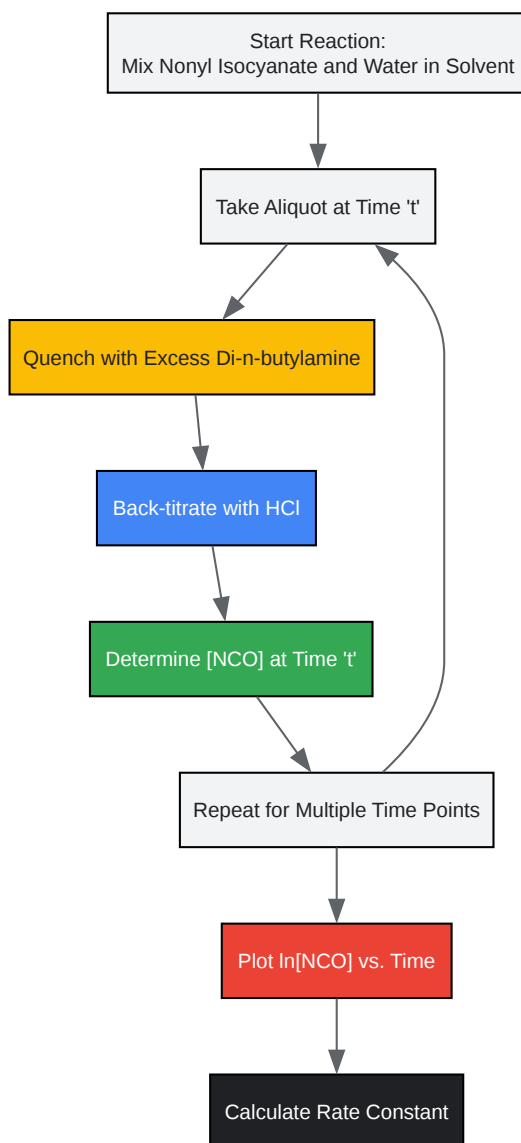 Start Reaction:
Mix Nonyl Isocyanate and Water in Solvent
Take Aliquot at Time 't'
Quench with Excess Di-n-butylamine
Back-titrate with HCl
Determine [NCO] at Time 't'
Repeat for Multiple Time Points
Plot ln[NCO] vs. Time
Calculate Rate Constant